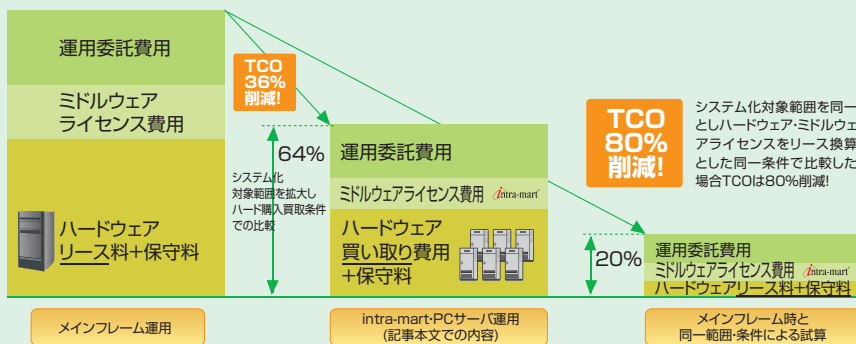 運用委託費用
ミドルウェア
ライセンス費用
ハードウェア
リース料+保守料
メインフレーム運用
TCO
36%
削減!
64%
システム化
対象範囲を拡大し
ハード購入買取条件
での比較
運用委託費用
ミドルウェアライセンス費用 intra-mart
ハードウェア
買い取り費用
+保守料
intra-mart・PCサーバ運用
(記事本文での内容)
TCO
80%
削減!
システム化対象範囲を同一
としハードウェア・ミドルウェ
アライセンスをリース換算
とした同一条件で比較した
場合TCOは80%削減!
20%
運用委託費用
ミドルウェアライセンス費用 intra-mart
ハードウェアリース料+保守料
メインフレーム時と
同一範囲・条件による試算